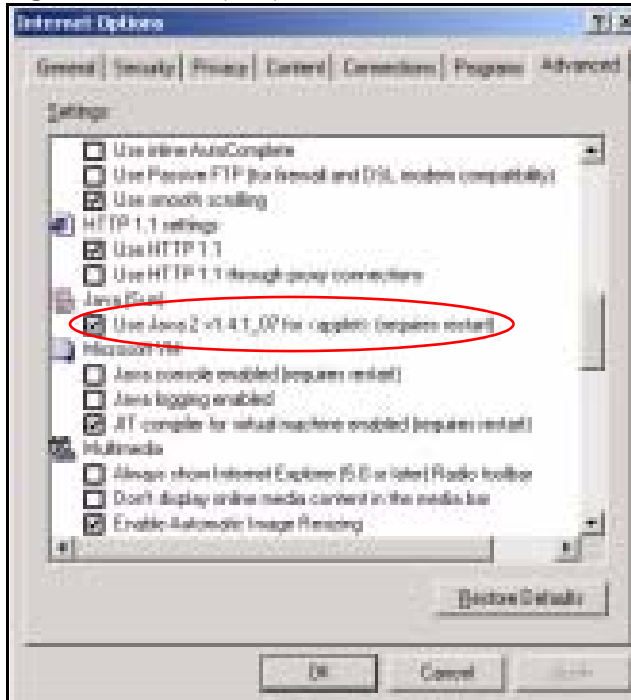 Internet Options
General Security Privacy Content Connections Programs Advanced
Settings:
Use inline AutoComplete
Use Passive FTP (for firewall and DSL modem compatibility)
Use smooth scrolling
HTTP 1.1 settings
Use HTTP 1.1
Use HTTP 1.1 through proxy connections
Java (Sun)
Use Java 2 v1.4.1_07 for <applet> (requires restart)
Microsoft VM
Java console enabled (requires restart)
Java logging enabled
JIT compiler for virtual machine enabled (requires restart)
Multimedia
Always show Internet Explorer (5.0 or later) Radio toolbar
Don't display online media content in the media bar
Enable Automatic Image Resizing
Restore Defaults
OK Cancel Apply